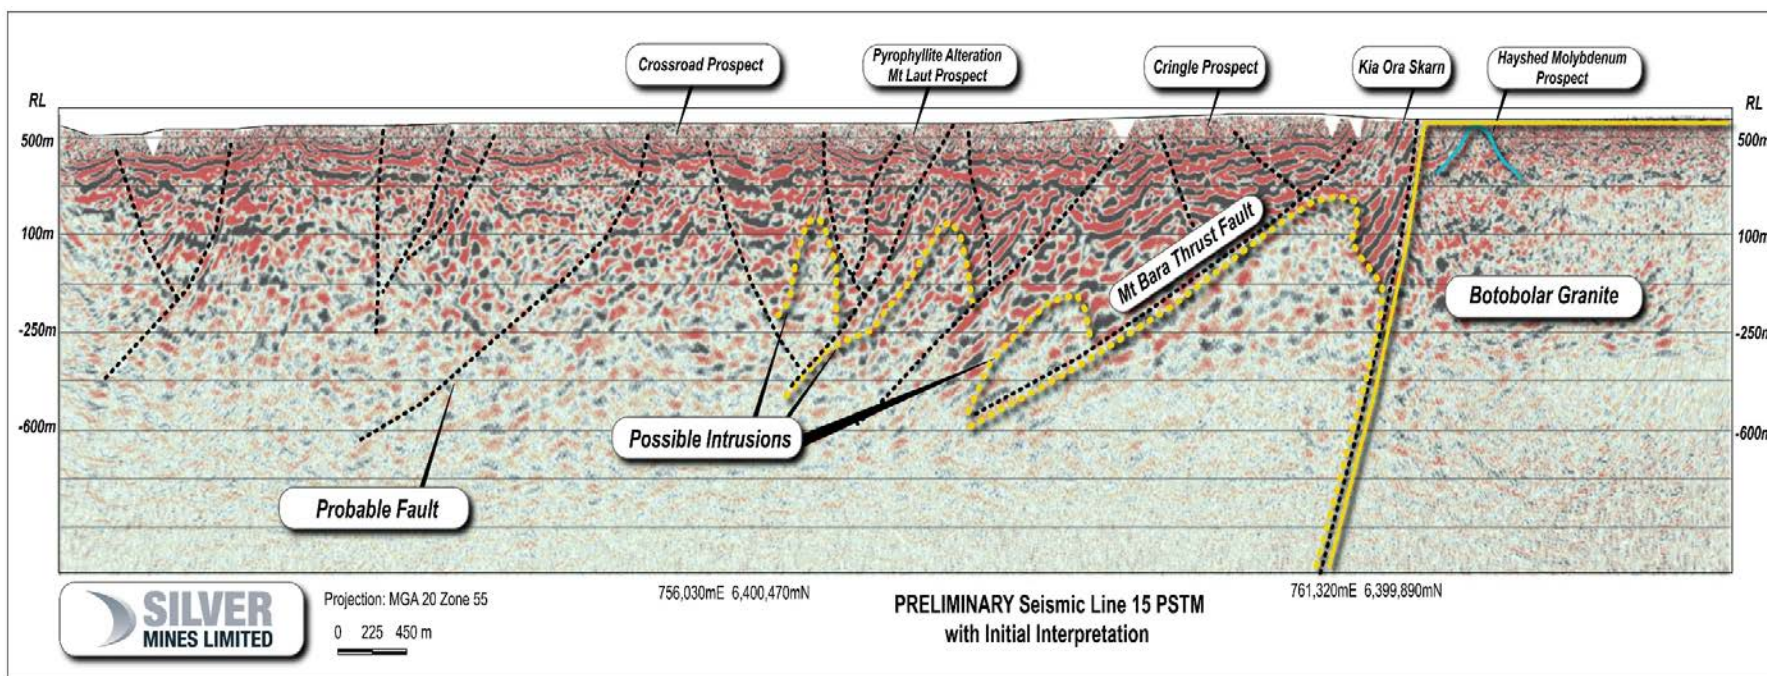 Crossroad Prospect
Pyrophyllite Alteration
Mt Laut Prospect
Cringle Prospect
Kia Ora Skarn
Hayshed Molybdenum
Prospect
RL
RL
500m
500m
100m
100m
Mt Bara Thrust Fault
Botobolar Granite
-250m
-250m
-600m
-600m
Possible Intrusions
Probable Fault
SILVER
MINES LIMITED
Projection: MGA 20 Zone 55
0 225 450 m
756,030mE 6,400,470mN
PRELIMINARY Seismic Line 15 PSTM
with Initial Interpretation
761,320mE 6,399,890mN